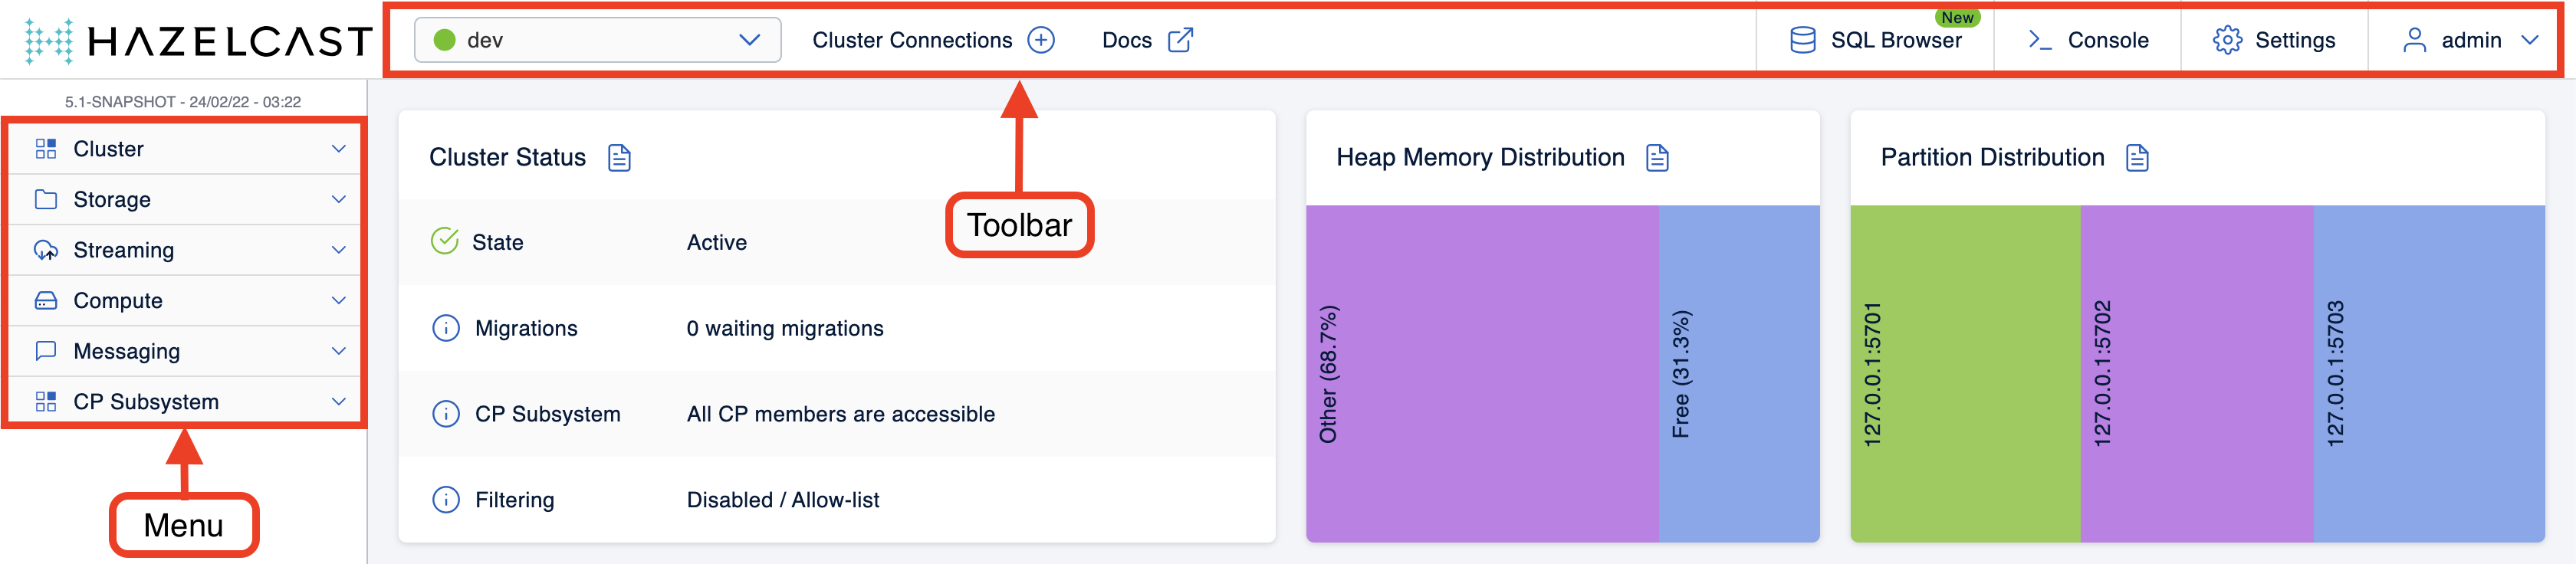 HAZELCAST
dev
Cluster Connections
Docs
New
SQL Browser
Console
Settings
admin
5.1-SNAPSHOT - 24/02/22 - 03:22
Cluster
Storage
Streaming
Compute
Messaging
CP Subsystem
Menu
Toolbar
Cluster Status
State Active
Migrations 0 waiting migrations
CP Subsystem All CP members are accessible
Filtering Disabled / Allow-list
Heap Memory Distribution
Other (68.7%)
Free (31.3%)
Partition Distribution
127.0.0.1:5701
127.0.0.1:5702
127.0.0.1:5703